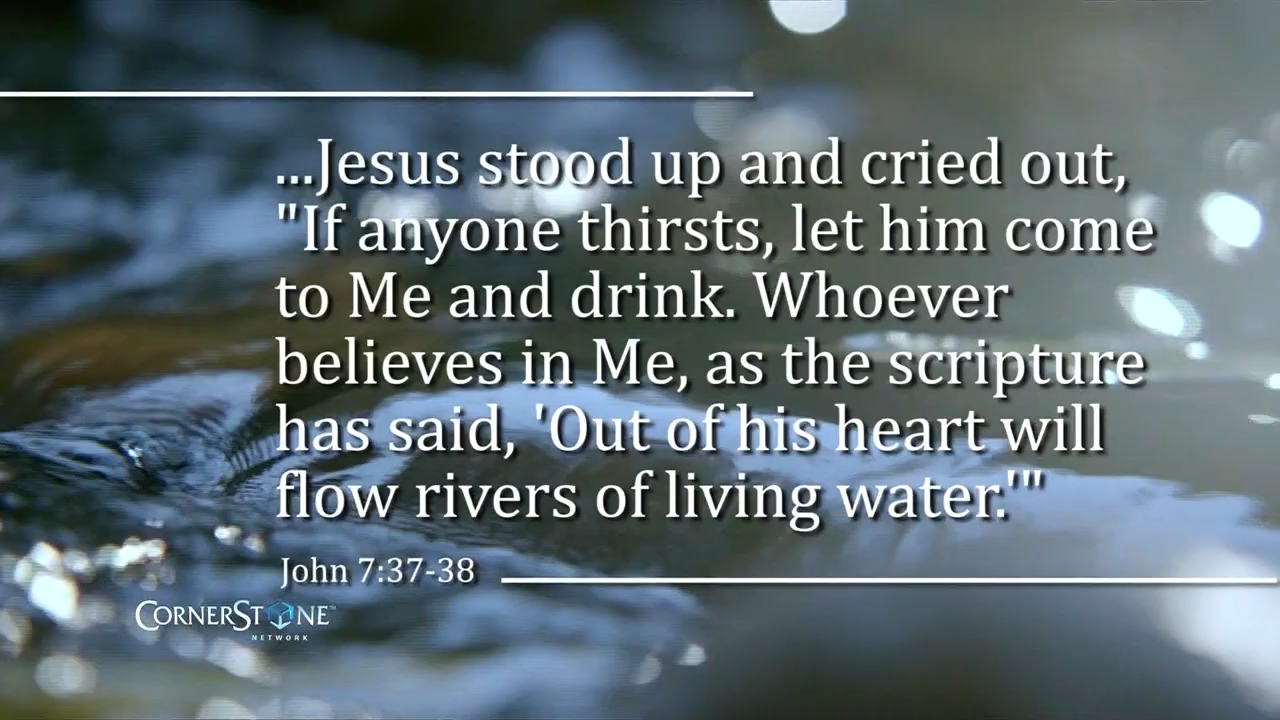 ...Jesus stood up and cried out,
"If anyone thirsts, let him come
to Me and drink. Whoever
believes in Me, as the scripture
has said, 'Out of his heart will
flow rivers of living water.'"
John 7:37-38
CORNERSTONE™
NETWORK